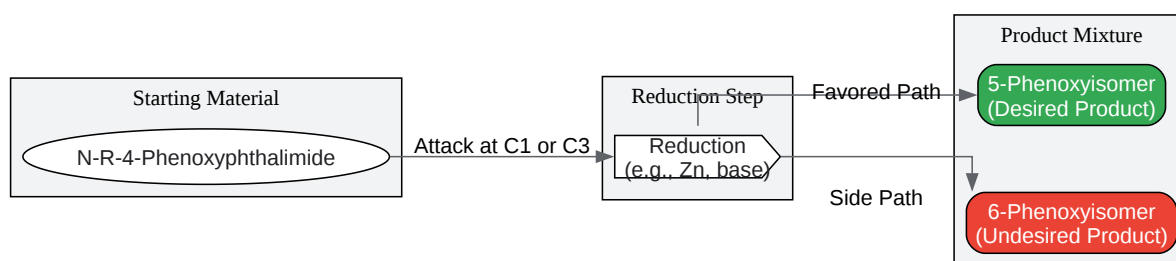 Product Mixture
Starting Material
Reduction Step
Favored Path
5-Phenoxyisomer
(Desired Product)
N-R-4-Phenoxyphthalimide
Attack at C1 or C3
Reduction
(e.g., Zn, base)
Side Path
6-Phenoxyisomer
(Undesired Product)